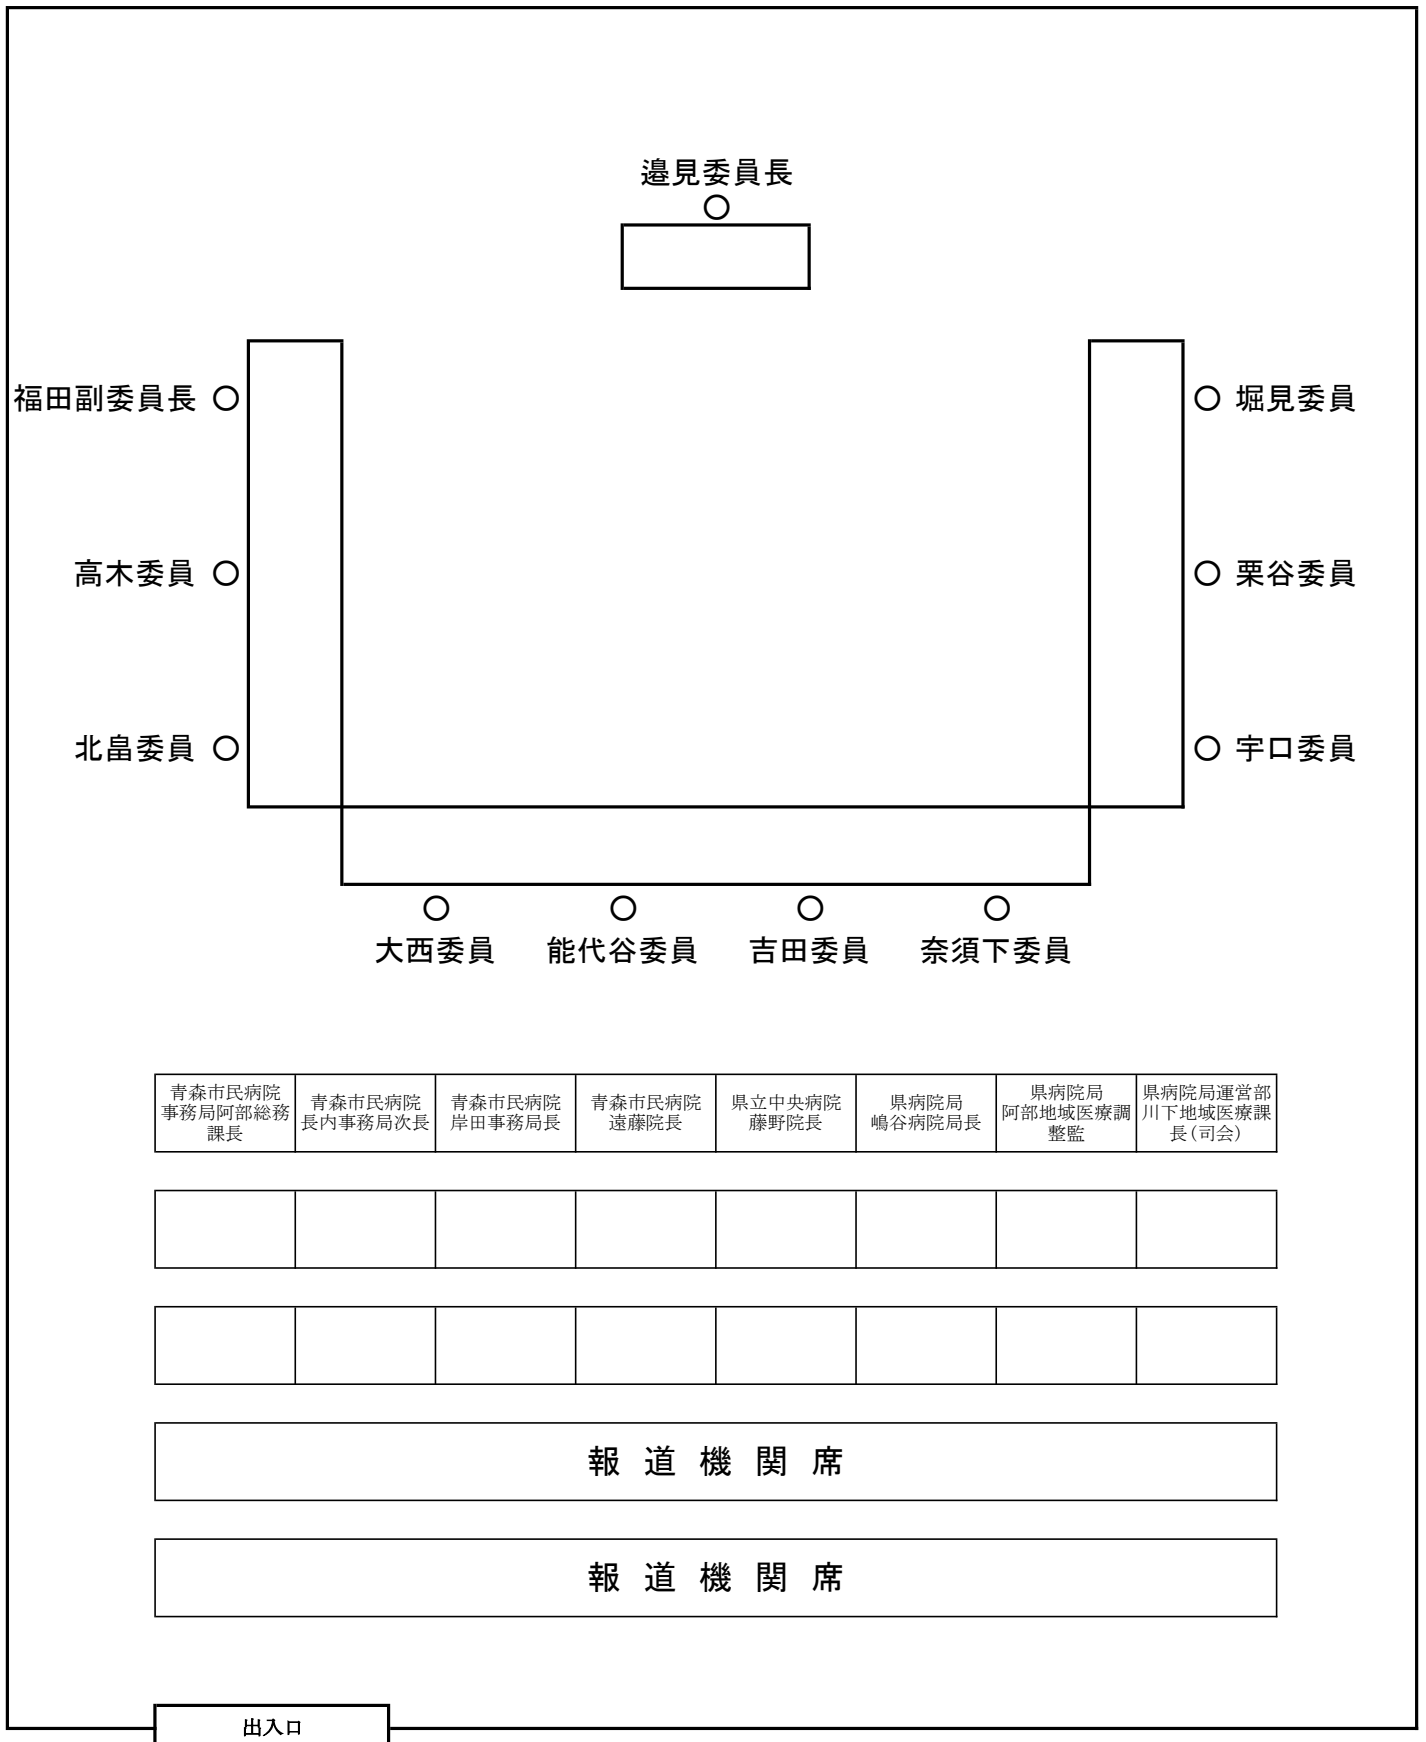 邉見委員長
福田副委員長
堀見委員
高木委員
栗谷委員
北畠委員
宇口委員
大西委員
能代谷委員
吉田委員
奈須下委員
青森市民病院
事務局阿部総務
課長
青森市民病院
長内事務局次長
青森市民病院
岸田事務局長
青森市民病院
遠藤院長
県立中央病院
藤野院長
県病院局
嶋谷病院局長
県病院局
阿部地域医療調
整監
県病院局運営部
川下地域医療課
長(司会)
報道機関席
報道機関席
出入口